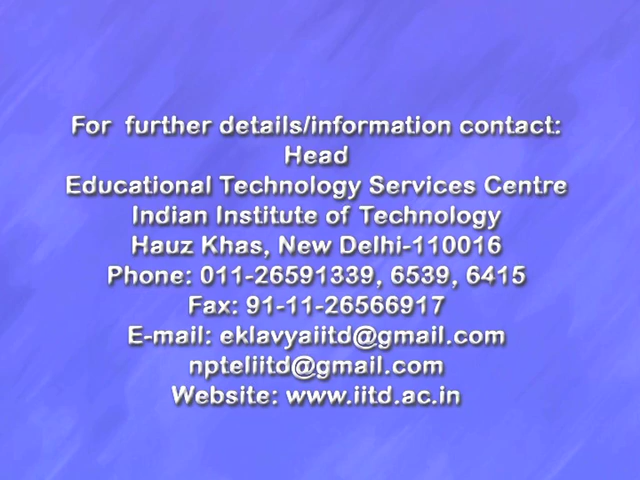 For further details/information contact:
Head
Educational Technology Services Centre
Indian Institute of Technology
Hauz Khas, New Delhi-110016
Phone: 011-26591339, 6539, 6415
Fax: 91-11-26566917
E-mail: eklavyaiitd@gmail.com
npteliitd@gmail.com
Website: www.iitd.ac.in